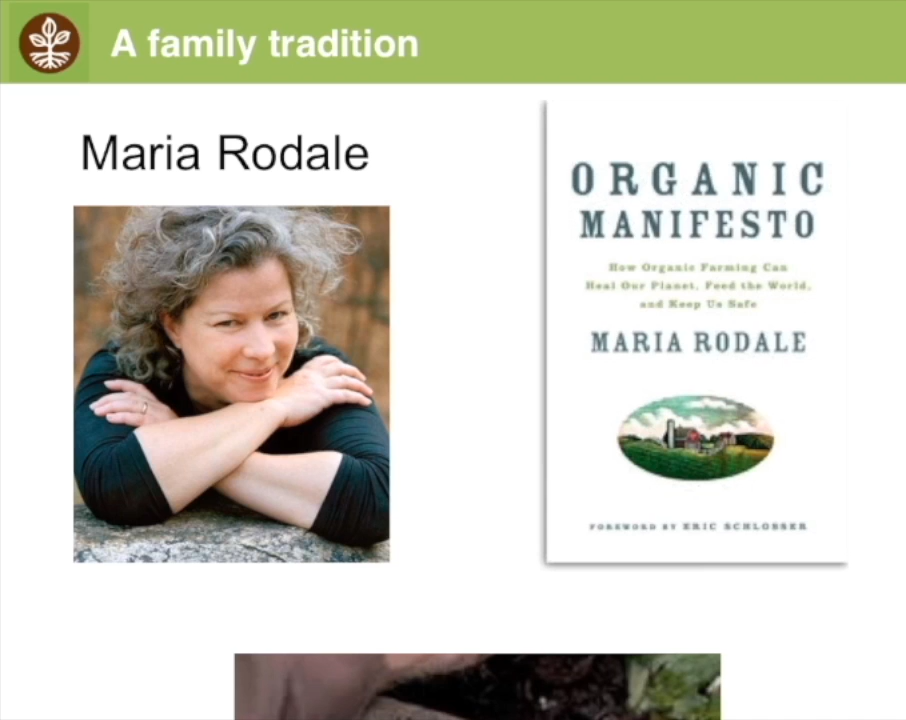 A family tradition
Maria Rodale
ORGANIC
MANIFESTO
How Organic Farming Can
Heal Our Planet, Feed the World,
and Keep Us Safe
MARIA RODALE
FOREWORD BY ERIC SCHLOSSER